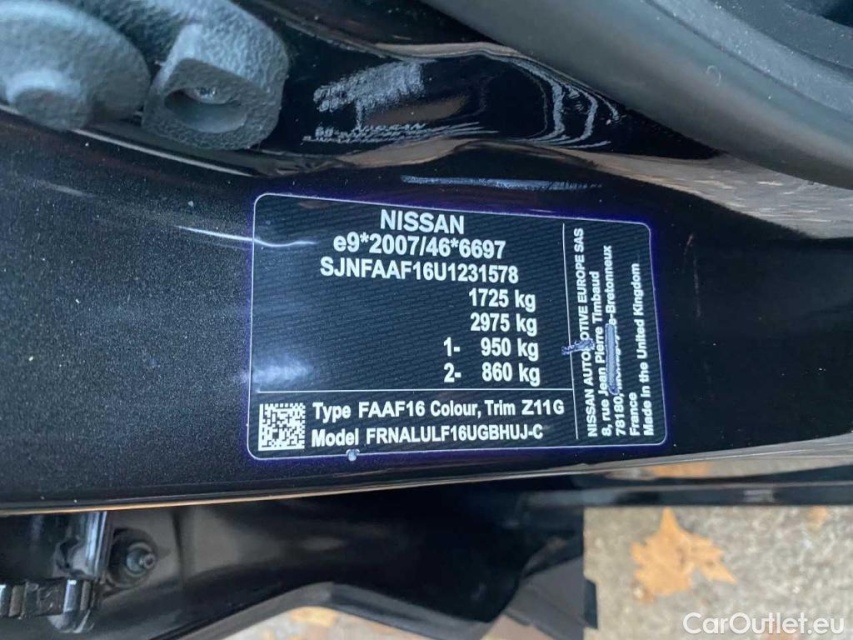 NISSAN
e9*2007/46*6697
SJNFAAF16U1231578
1725 kg
2975 kg
1- 950 kg
2- 860 kg
Type FAAF16 Colour, Trim Z11G
Model FRNALULF16UGBHUJ-C
NISSAN AUTOMOTIVE EUROPE SAS
8, rue Jean Pierre Timbaud
78180, -Bretonneux
France
Made in the United Kingdom
CarOutlet.eu